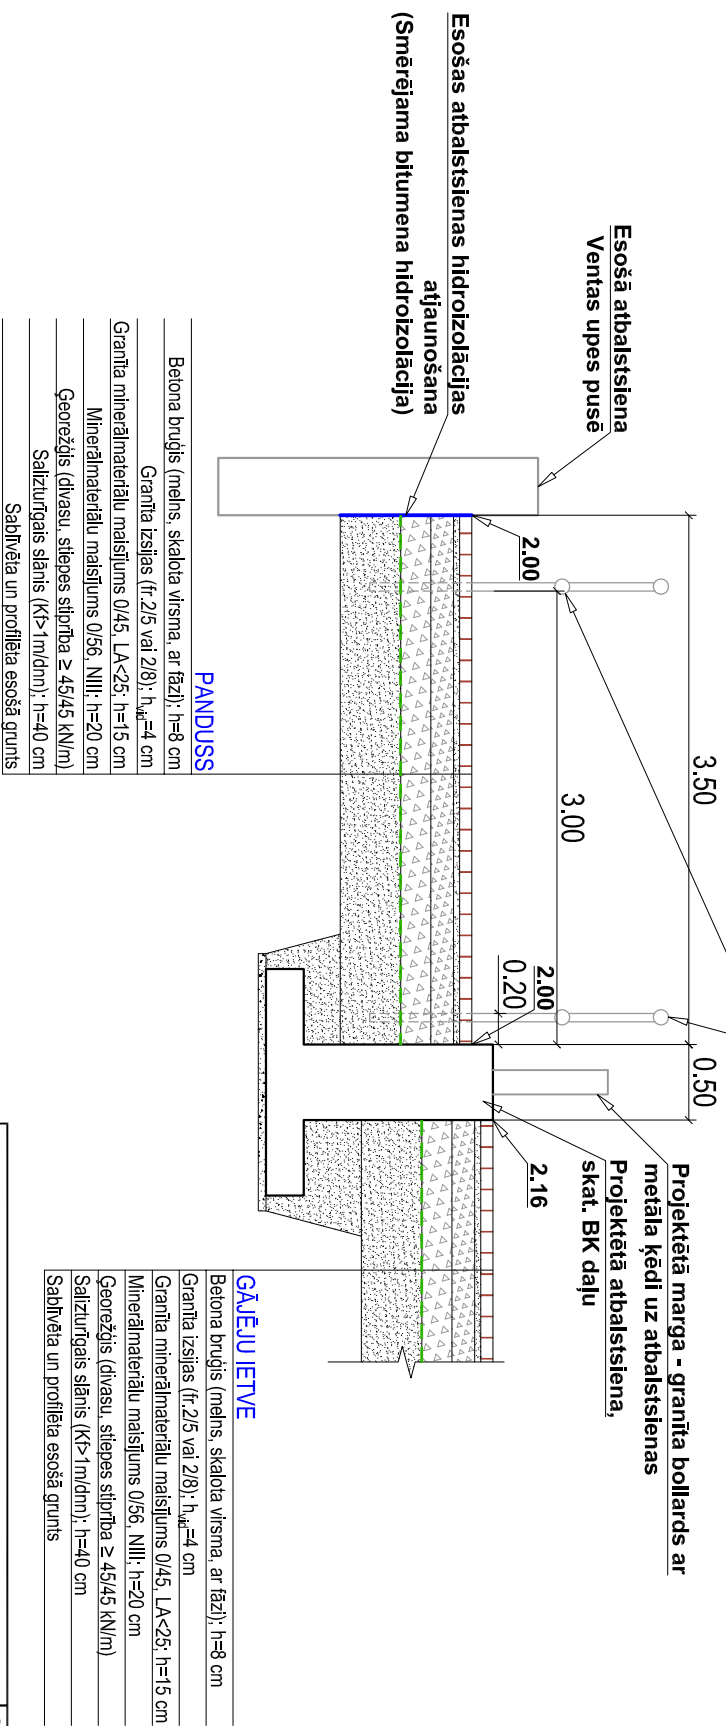 Esošā atbalstsiena
Ventas upes pusē
Esošas atbalstsienas hidroizolācijas
atjaunošana
(Smērējama bitumena hidroizolācija)
3.50
0.50
3.00
2.00
2.00
0.20
2.16
Projektētā marga - granīta bollards ar
metāla ķēdi uz atbalstsienas
Projektētā atbalstsiena,
skat. BK daļu
PANDUSS
Betona bruģis (melns, skalota virsma, ar fāzi); h=8 cm
Granīta izsijas (fr.2/5 vai 2/8); hvid=4 cm
Granīta minerālmateriālu maisījums 0/45, LA<25; h=15 cm
Minerālmateriālu maisījums 0/56, NIII; h=20 cm
Ģeorežģis (divasu, stiepes stiprība ≥ 45/45 kN/m)
Salizturīgais slānis (Kf>1m/dnn); h=40 cm
Sablīvēta un profilēta esošā grunts
GĀJĒJU IETVE
Betona bruģis (melns, skalota virsma, ar fāzi); h=8 cm
Granīta izsijas (fr.2/5 vai 2/8); hvid=4 cm
Granīta minerālmateriālu maisījums 0/45, LA<25; h=15 cm
Minerālmateriālu maisījums 0/56, NIII; h=20 cm
Ģeorežģis (divasu, stiepes stiprība ≥ 45/45 kN/m)
Salizturīgais slānis (Kf>1m/dnn); h=40 cm
Sablīvēta un profilēta esošā grunts